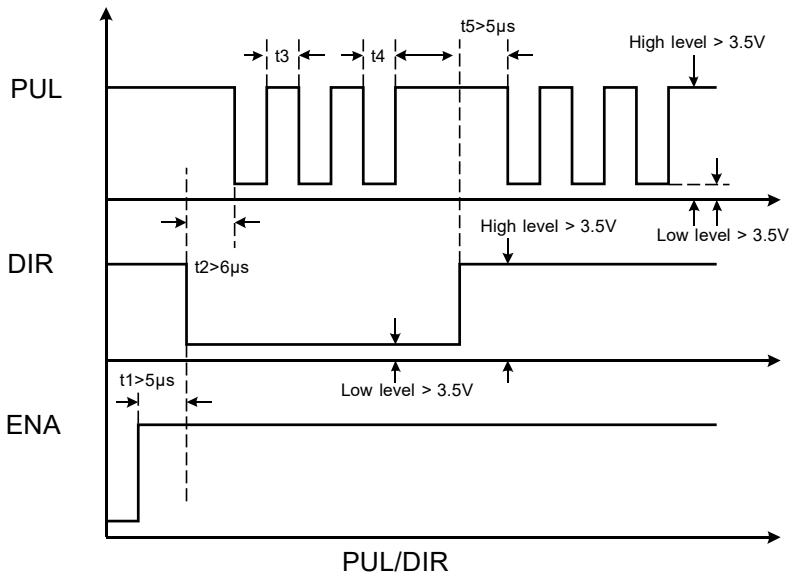 t5>5µs
High level > 3.5V
t3
t4
PUL
High level > 3.5V
Low level > 3.5V
DIR
t2>6µs
t1>5µs
Low level > 3.5V
ENA
PUL/DIR